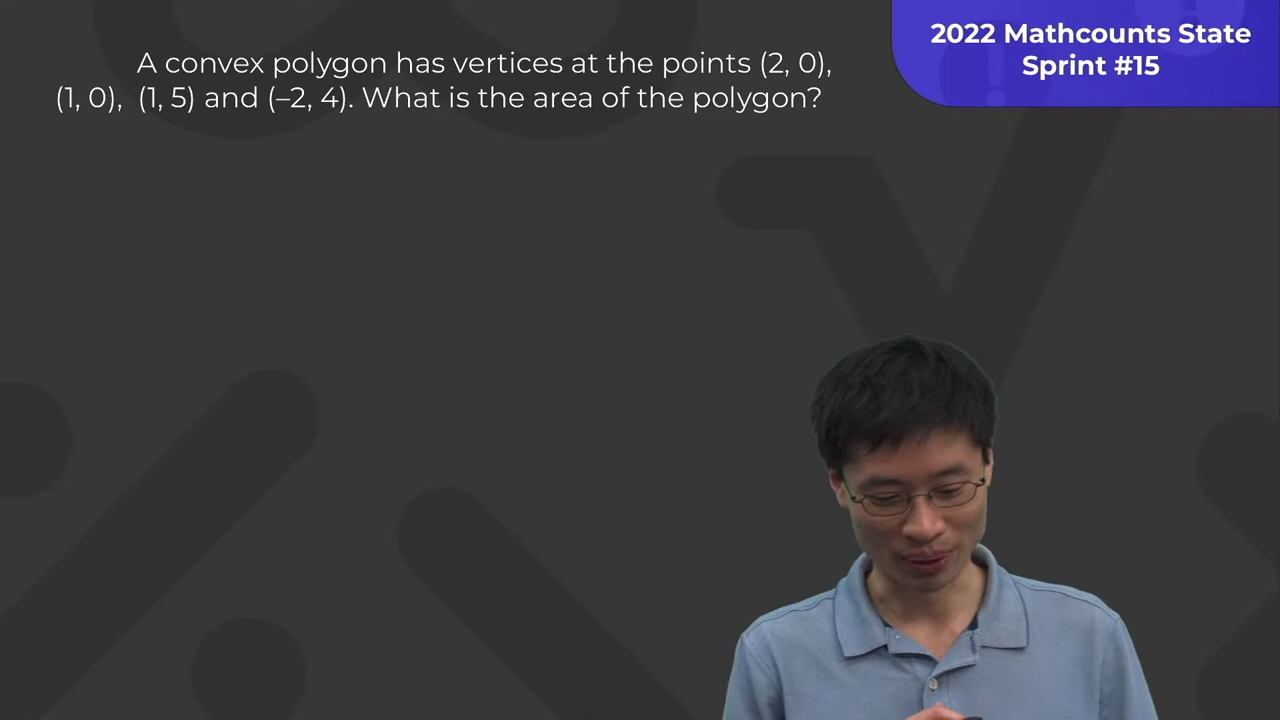 2022 Mathcounts State
Sprint #15
A convex polygon has vertices at the points (2, 0),
(1, 0), (1, 5) and (–2, 4). What is the area of the polygon?